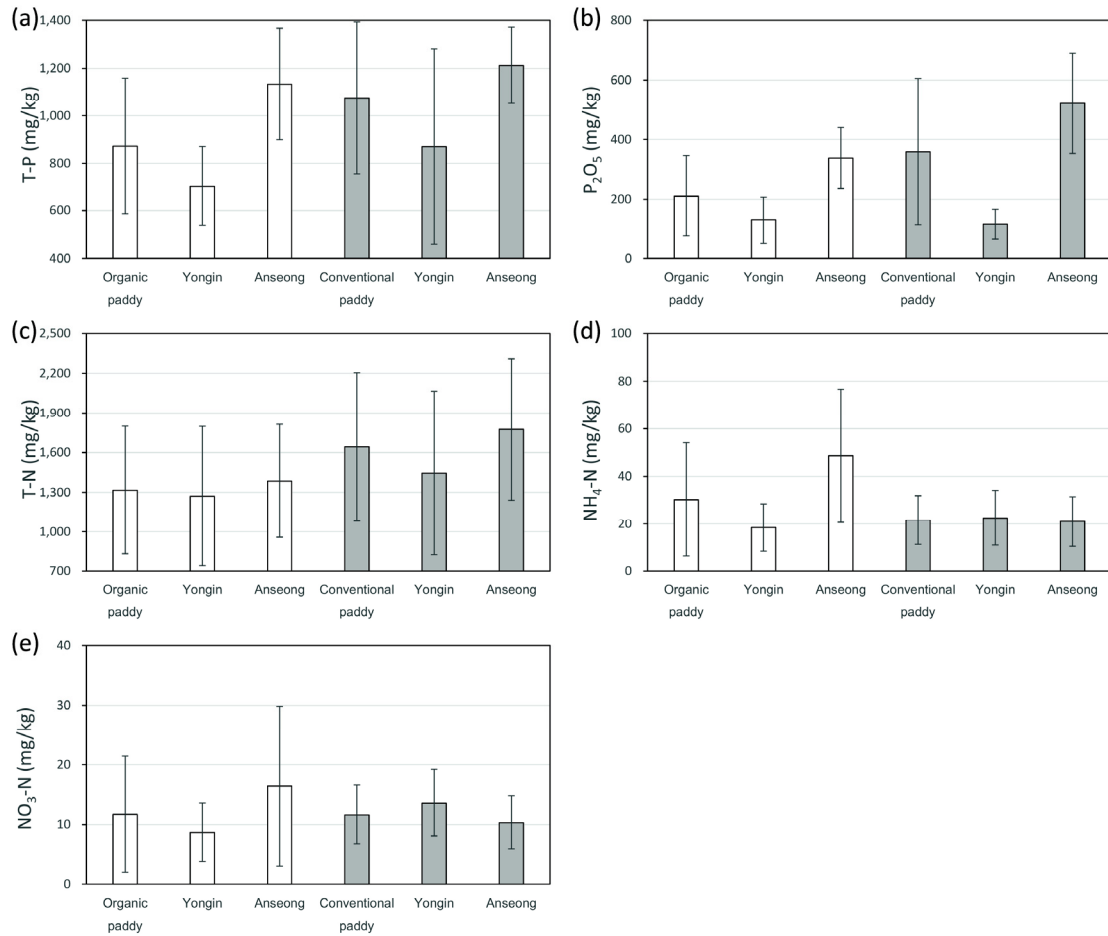 (a)
T-P (mg/kg)
1,400
1,200
1,000
800
600
400
Organic paddy
Yongin
Anseong
Conventional paddy
Yongin
Anseong
(b)
P2O5 (mg/kg)
800
600
400
200
0
Organic paddy
Yongin
Anseong
Conventional paddy
Yongin
Anseong
(c)
T-N (mg/kg)
2,500
2,200
1,900
1,600
1,300
1,000
700
Organic paddy
Yongin
Anseong
Conventional paddy
Yongin
Anseong
(d)
NH4-N (mg/kg)
100
80
60
40
20
0
Organic paddy
Yongin
Anseong
Conventional paddy
Yongin
Anseong
(e)
NO3-N (mg/kg)
40
30
20
10
0
Organic paddy
Yongin
Anseong
Conventional paddy
Yongin
Anseong